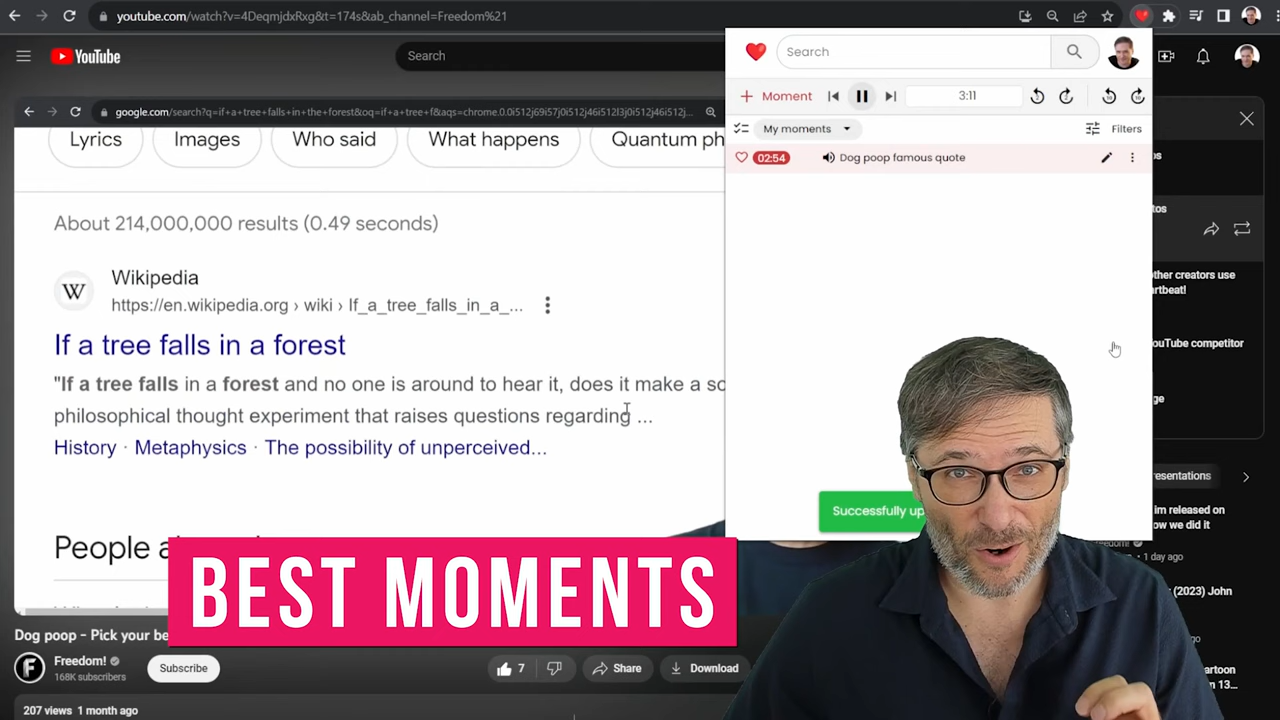 youtube.com/watch?v=4DeqmjdxRxg&t=174s&ab_channel=Freedom%21
YouTube
Search
Search
+ Moment
3:11
My moments
Filters
02:54
Dog poop famous quote
google.com/search?q=if+a+tree+falls+in+the+forest&oq=if+a+tree+f&aqs=chrome.0.0i512j69i57j0i512j46i512l3j0i512j46i512j...
Lyrics
Images
Who said
What happens
Quantum ph
About 214,000,000 results (0.49 seconds)
W
Wikipedia
https://en.wikipedia.org › wiki › If_a_tree_falls_in_a_...
If a tree falls in a forest
"If a tree falls in a forest and no one is around to hear it, does it make a so
philosophical thought experiment that raises questions regarding ...
History · Metaphysics · The possibility of unperceived...
People a
Successfully up
BEST MOMENTS
Dog poop - Pick your be
F
Freedom!
168K subscribers
Subscribe
7
Share
Download
207 views 1 month ago
os
tos
other creators use
artbeat!
ouTube competitor
ge
resentations
im released on
ow we did it
eedom!
1 day ago
(2023) John
artoon
n 13...